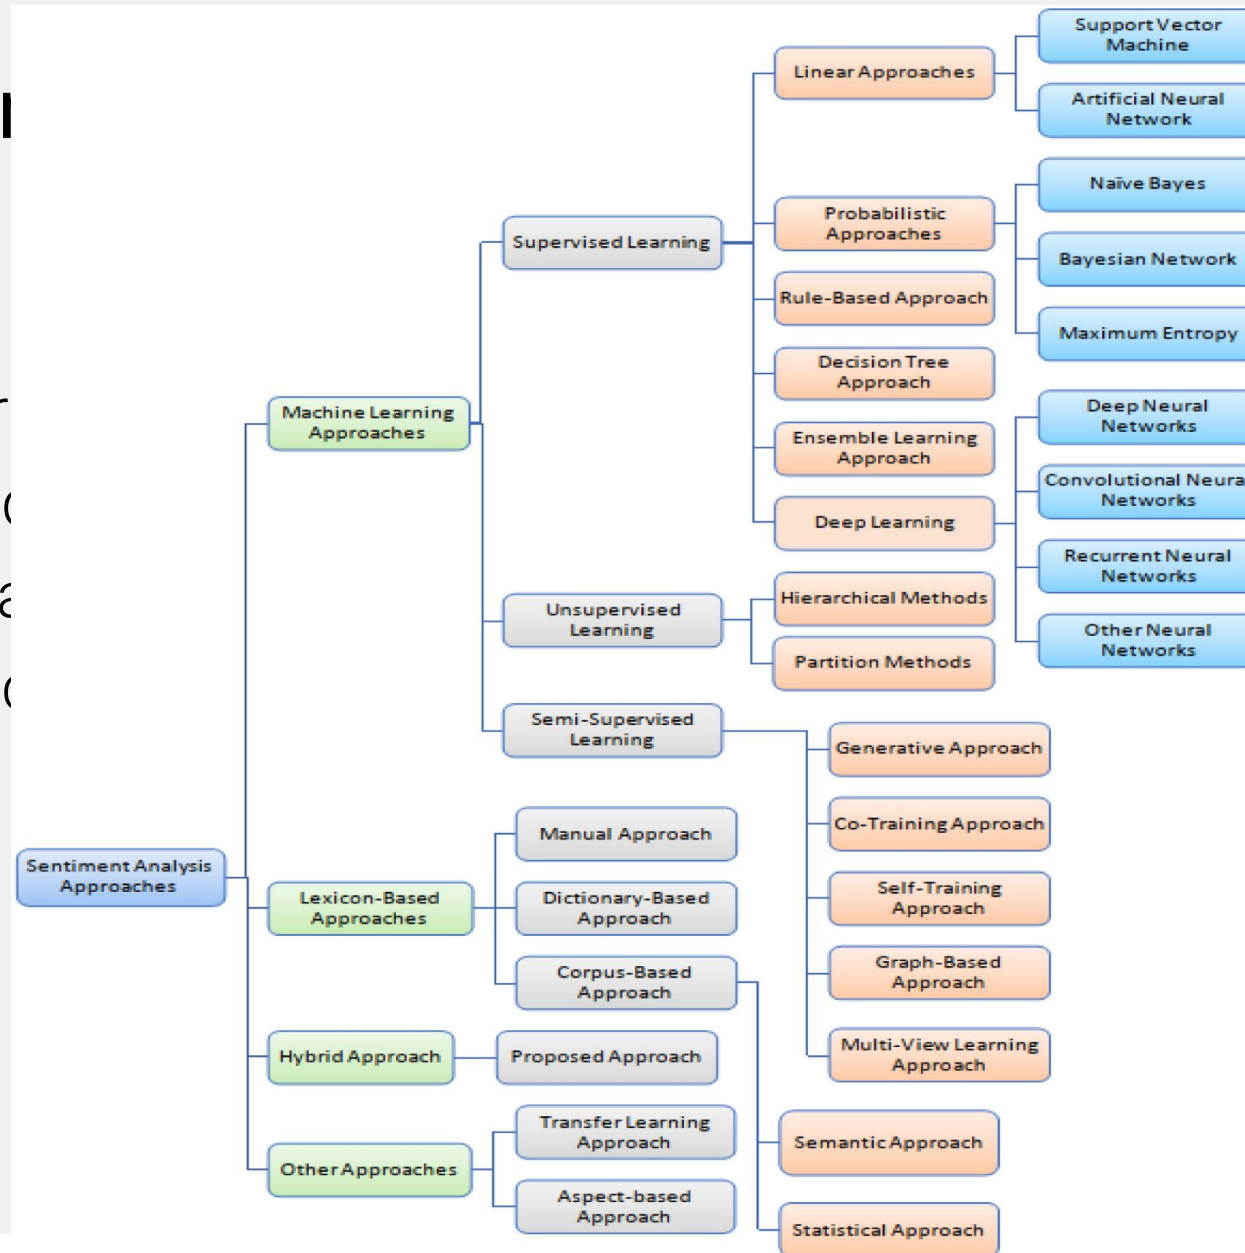 Support Vector
Machine
Linear Approaches
Artificial Neural
Network
Naïve Bayes
Probabilistic
Approaches
Supervised Learning
Bayesian Network
Rule-Based Approach
Maximum Entropy
Decision Tree
Approach
Machine Learning
Approaches
Deep Neural
Networks
Ensemble Learning
Approach
Convolutional Neura
Networks
Deep Learning
Recurrent Neural
Networks
Hierarchical Methods
Unsupervised
Learning
Other Neural
Networks
Partition Methods
Semi-Supervised
Learning
Generative Approach
Co-Training Approach
Manual Approach
Sentiment Analysis
Approaches
Self-Training
Approach
Lexicon-Based
Approaches
Dictionary-Based
Approach
Graph-Based
Approach
Corpus-Based
Approach
Multi-View Learning
Approach
Hybrid Approach
Proposed Approach
Transfer Learning
Approach
Semantic Approach
Other Approaches
Aspect-based
Approach
Statistical Approach